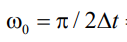 ω₀ = π / 2Δt =